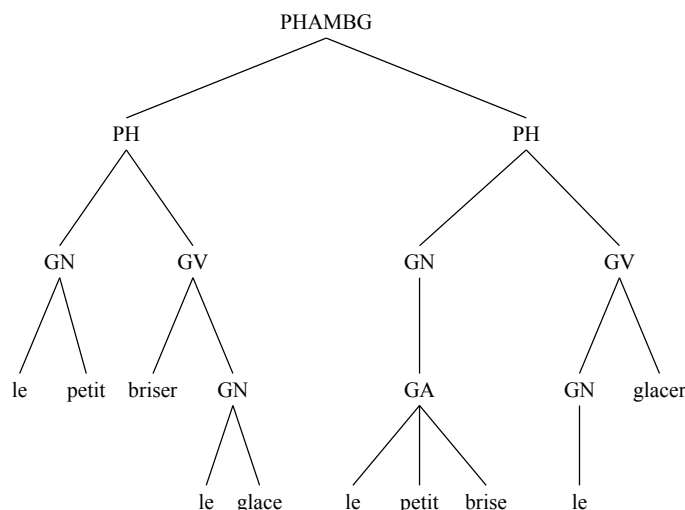 PHAMBG
PH PH
GN GV GN GV
le petit briser GN GA GN glacer
le glace le petit brise le